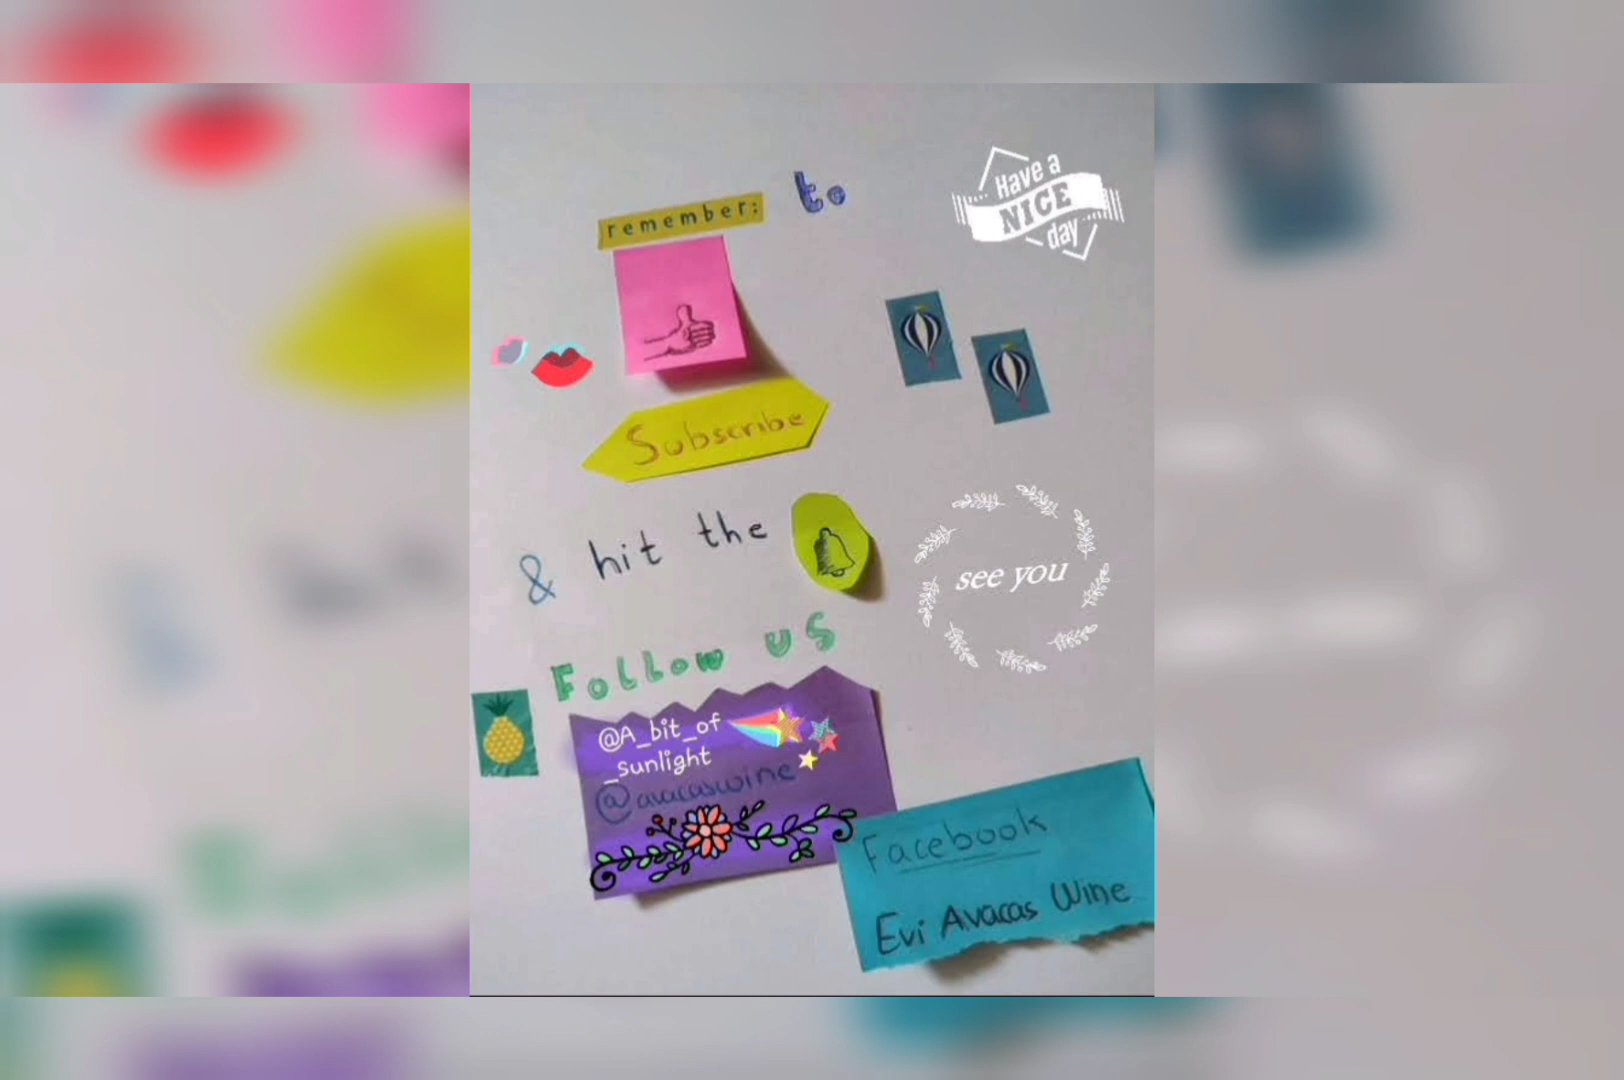 remember: to
Have a
NICE
day
Subscribe
& hit the
see you
Follow us
@A_bit_of
_sunlight
@avacaswine
Facebook
Evi Avacas Wine